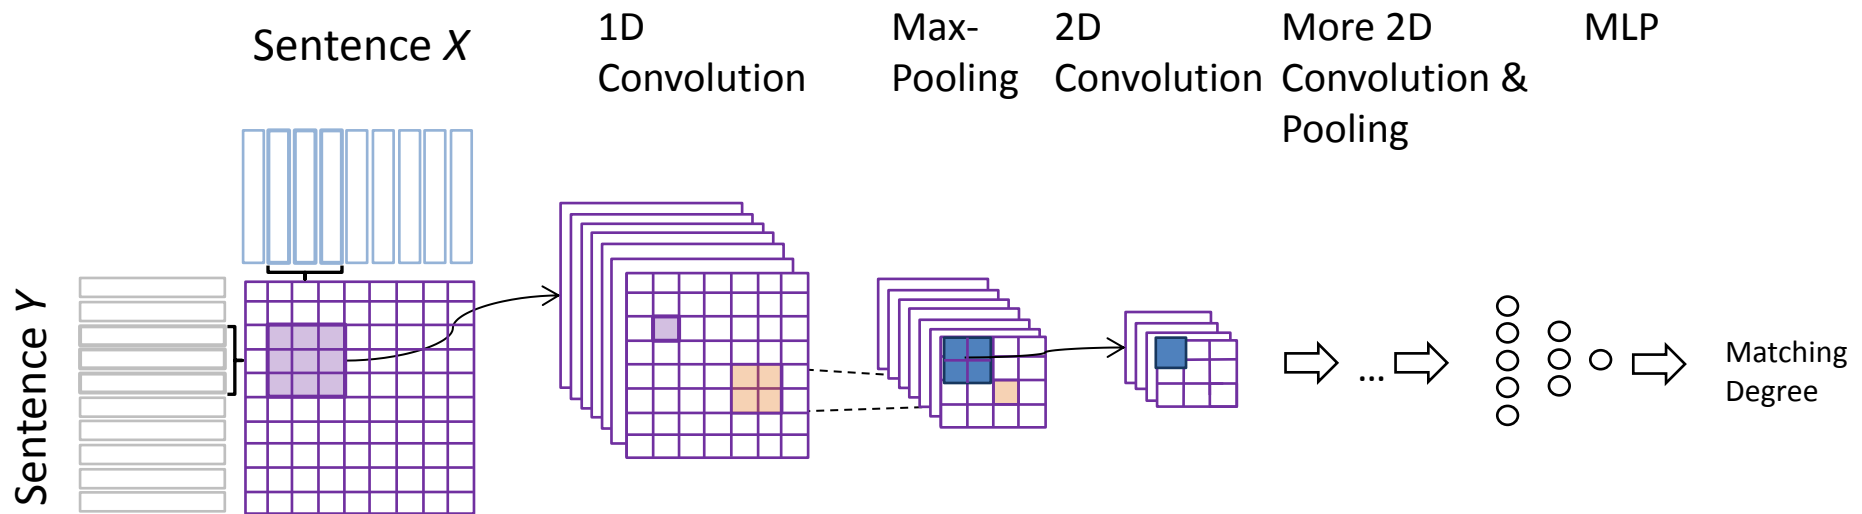 Sentence X
1D
Convolution
Max-
Pooling
2D
Convolution
More 2D
Convolution &
Pooling
MLP
Sentence Y
...
Matching
Degree